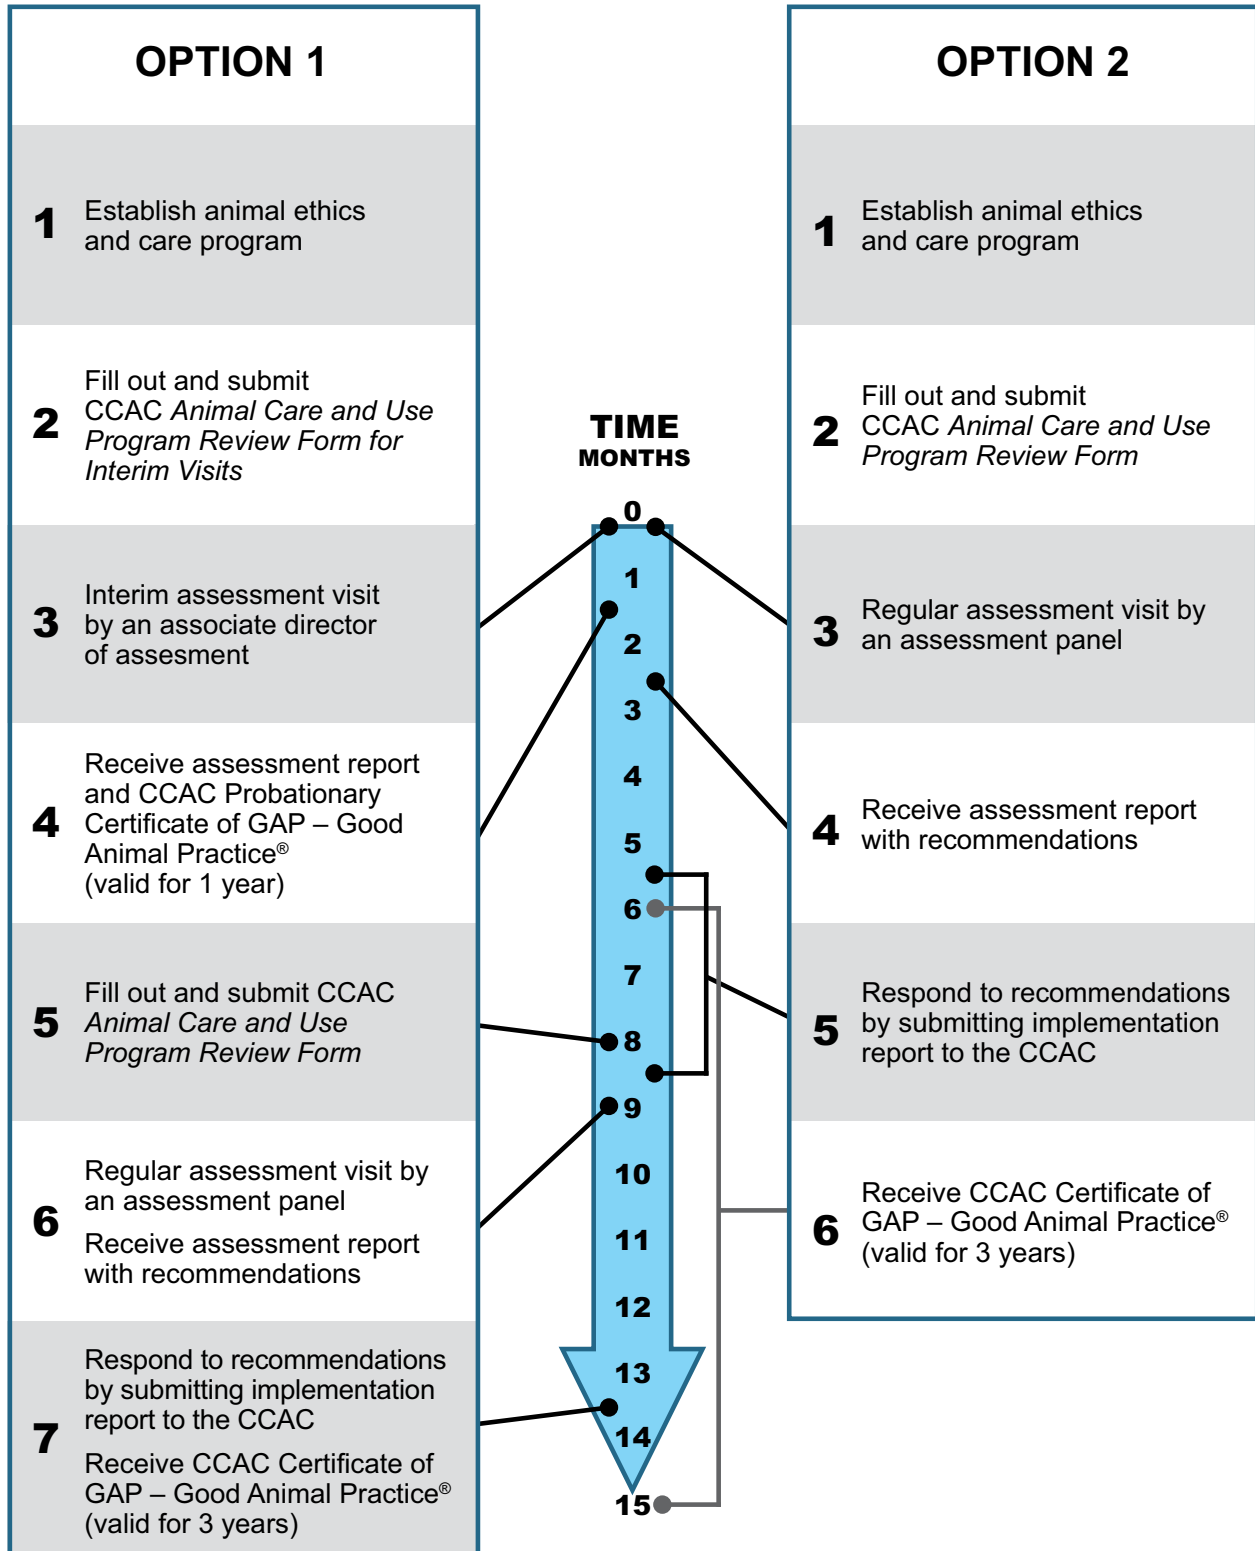 OPTION 1
1
Establish animal ethics
and care program
2
Fill out and submit
CCAC Animal Care and Use
Program Review Form for
Interim Visits
3
Interim assessment visit
by an associate director
of assesment
4
Receive assessment report
and CCAC Probationary
Certificate of GAP – Good
Animal Practice®
(valid for 1 year)
5
Fill out and submit CCAC
Animal Care and Use
Program Review Form
6
Regular assessment visit by
an assessment panel
Receive assessment report
with recommendations
7
Respond to recommendations
by submitting implementation
report to the CCAC
Receive CCAC Certificate of
GAP – Good Animal Practice®
(valid for 3 years)
TIME
MONTHS
0
1
2
3
4
5
6
7
8
9
10
11
12
13
14
15
OPTION 2
1
Establish animal ethics
and care program
2
Fill out and submit
CCAC Animal Care and Use
Program Review Form
3
Regular assessment visit by
an assessment panel
4
Receive assessment report
with recommendations
5
Respond to recommendations
by submitting implementation
report to the CCAC
6
Receive CCAC Certificate of
GAP – Good Animal Practice®
(valid for 3 years)